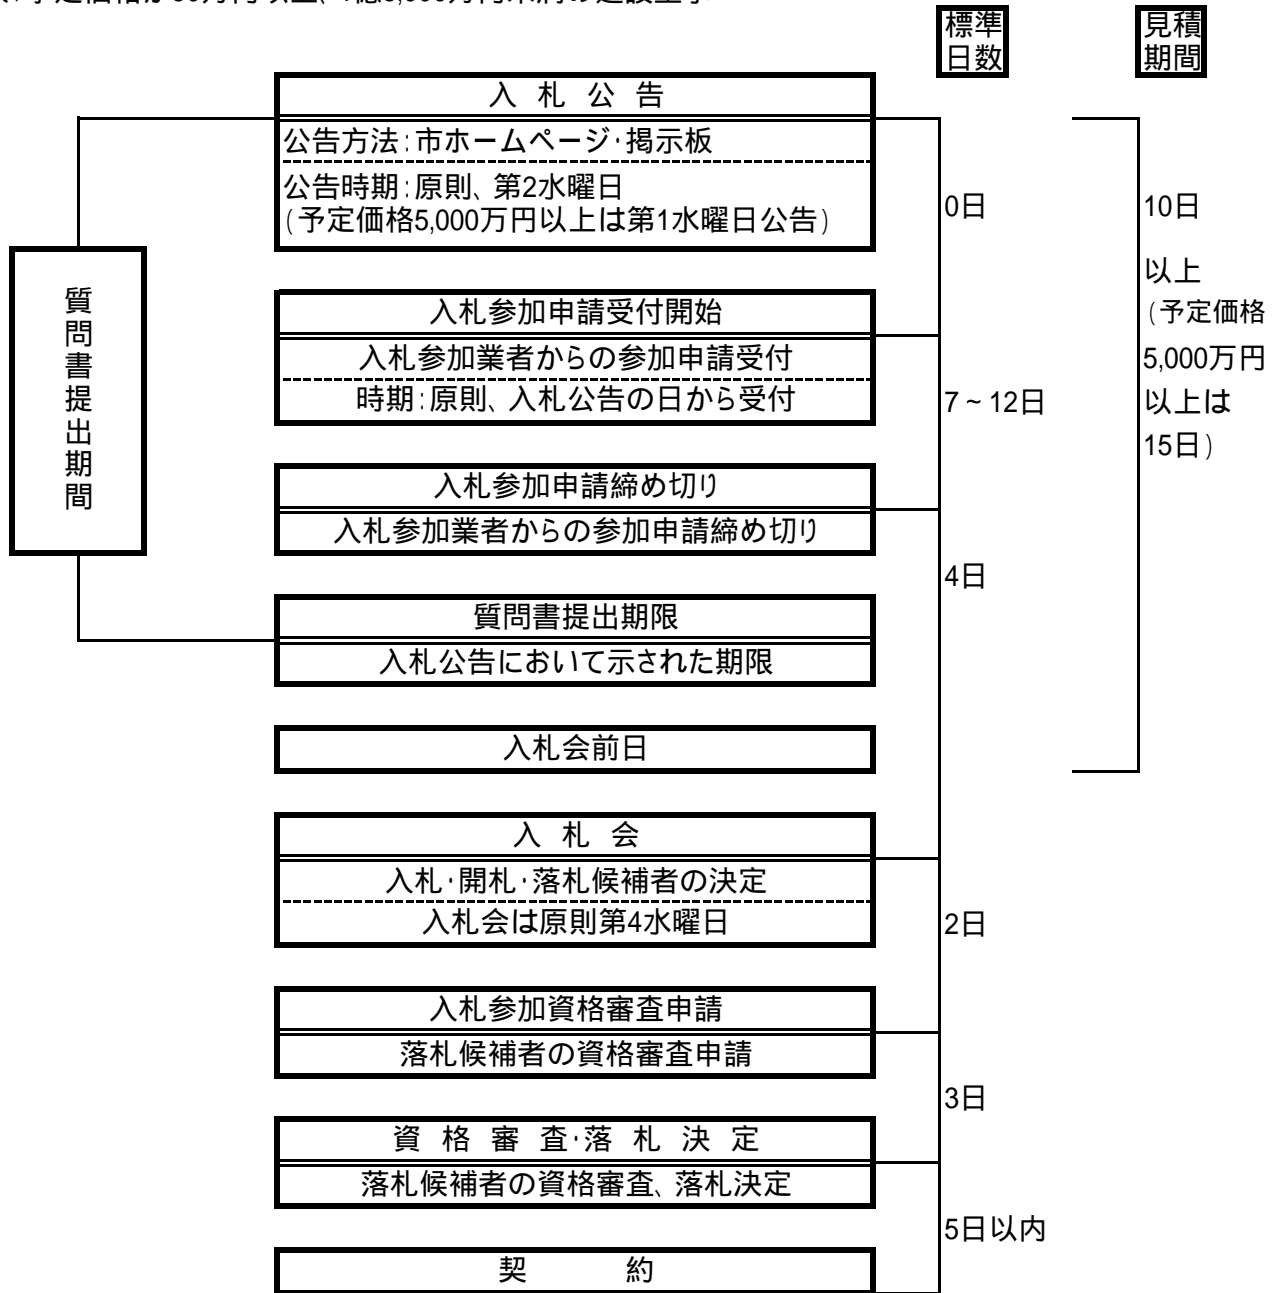 標準
日数
見積
期間
入札公告
公告方法:市ホームページ・掲示板
公告時期:原則、第2水曜日
(予定価格5,000万円以上は第1水曜日公告)
0日
10日
以上
(予定価格
5,000万円
以上は
15日)
質問書提出期間
入札参加申請受付開始
入札参加業者からの参加申請受付
時期:原則、入札公告の日から受付
7~12日
入札参加申請締め切り
入札参加業者からの参加申請締め切り
4日
質問書提出期限
入札公告において示された期限
入札会前日
入札会
入札・開札・落札候補者の決定
入札会は原則第4水曜日
2日
入札参加資格審査申請
落札候補者の資格審査申請
3日
資格審査・落札決定
落札候補者の資格審査、落札決定
5日以内
契約